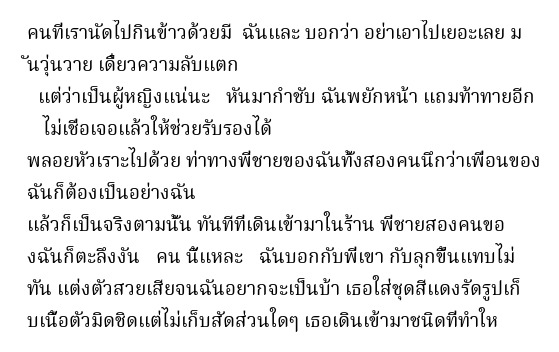 คนที่เรานัดไปกินข้าวด้วยมี  ฉันและ บอกว่า อย่าเอาไปเยอะเลย ม
ันวุ่นวาย เดี๋ยวความลับแตก
แต่ว่าเป็นผู้หญิงแน่นะ   หันมากำชับ ฉันพยักหน้า แถมท้าทายอีก
ไม่เชื่อเจอแล้วให้ช่วยรับรองได้
พลอยหัวเราะไปด้วย ท่าทางพี่ชายของฉันทั้งสองคนนึกว่าเพื่อนของ
ฉันก็ต้องเป็นอย่างฉัน
แล้วก็เป็นจริงตามนั้น ทันทีที่เดินเข้ามาในร้าน พี่ชายสองคนขอ
งฉันก็ตะลึงงัน   คน นี้แหละ   ฉันบอกกับพี่เขา กับลุกขึ้นแทบไม่
ทัน แต่งตัวสวยเสียจนฉันอยากจะเป็นบ้า เธอใส่ชุดสีแดงรัดรูปเก็
บเนื้อตัวมิดชิดแต่ไม่เก็บสัดส่วนใดๆ เธอเดินเข้ามาชนิดที่ทำให